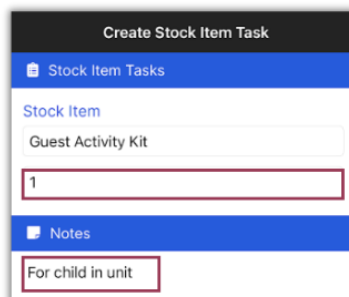 Create Stock Item Task
Stock Item Tasks
Stock Item
Guest Activity Kit
1
Notes
For child in unit